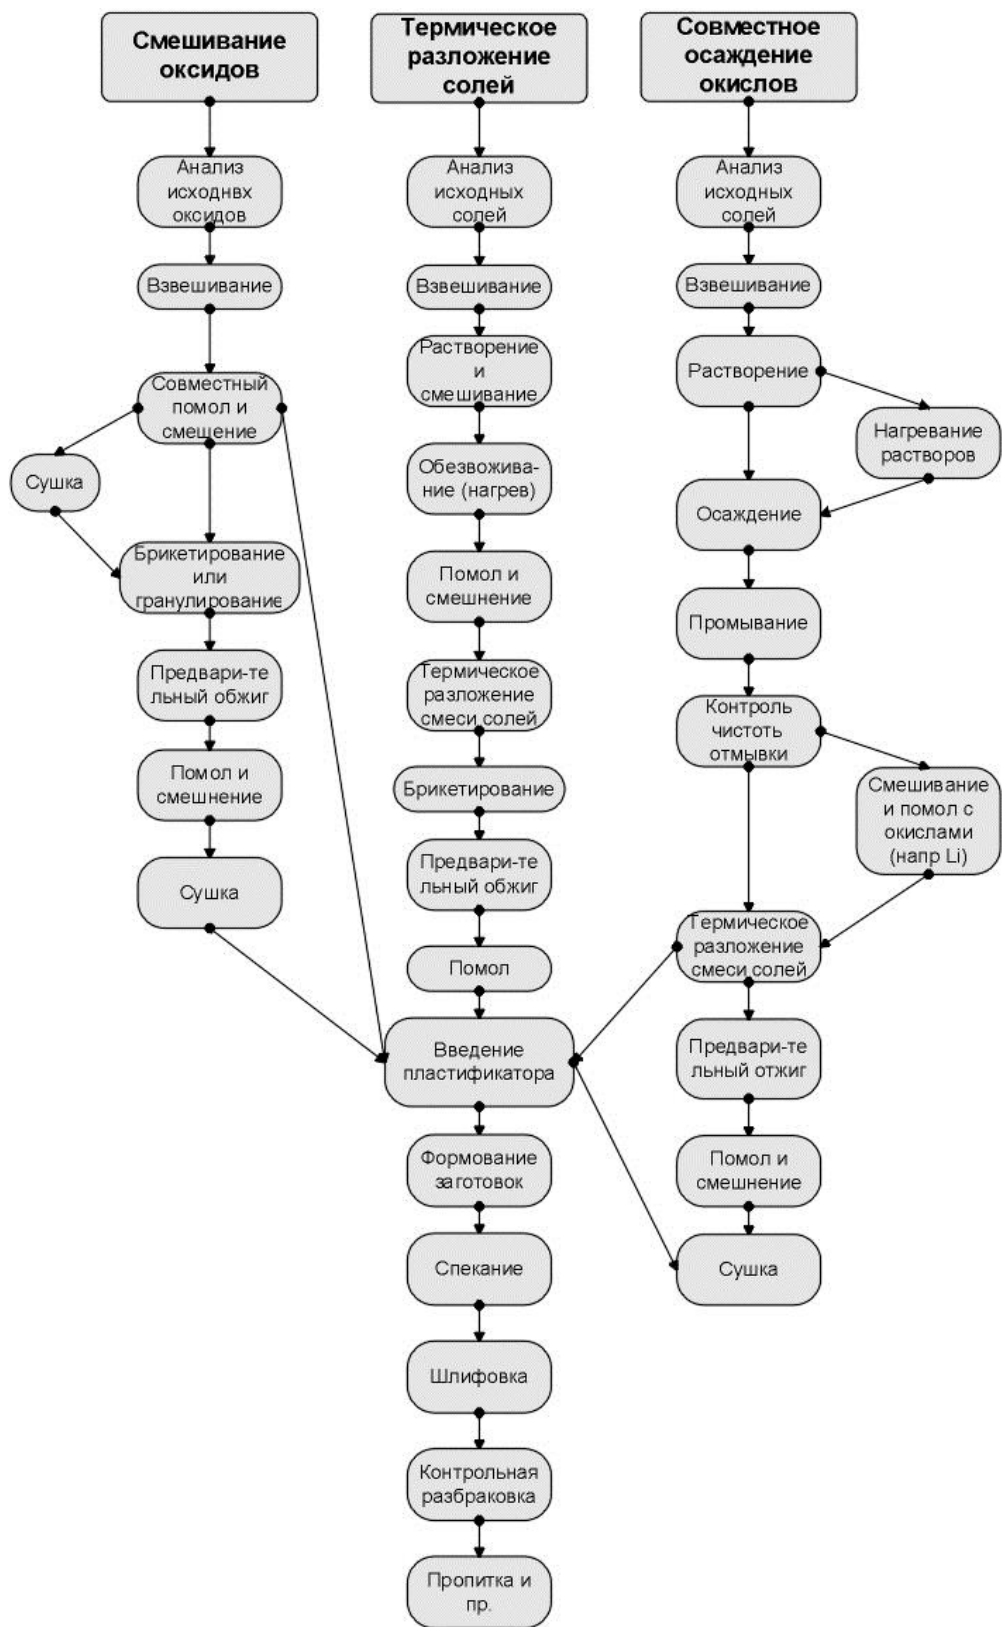 Смешивание
оксидов
Анализ
исходнвх
оксидов
Взвешивание
Совместный
помол и
смешение
Сушка
Брикетирование
или
гранулирование
Предвари-те
льный обжиг
Помол и
смешнение
Сушка
Термическое
разложение
солей
Анализ
исходных
солей
Взвешивание
Растворение
и
смешивание
Обезвожива-
ние (нагрев)
Помол и
смешнение
Термическое
разложение
смеси солей
Брикетирование
Предвари-те
льный обжиг
Помол
Введение
пластификатора
Формование
заготовок
Спекание
Шлифовка
Контрольная
разбраковка
Пропитка и
пр.
Совместное
осаждение
окислов
Анализ
исходных
солей
Взвешивание
Растворение
Нагревание
растворов
Осаждение
Промывание
Контроль
чистоть
отмывки
Смешивание
и помол с
окислами
(напр Li)
Термическое
разложение
смеси солей
Предвари-те
льный отжиг
Помол и
смешнение
Сушка